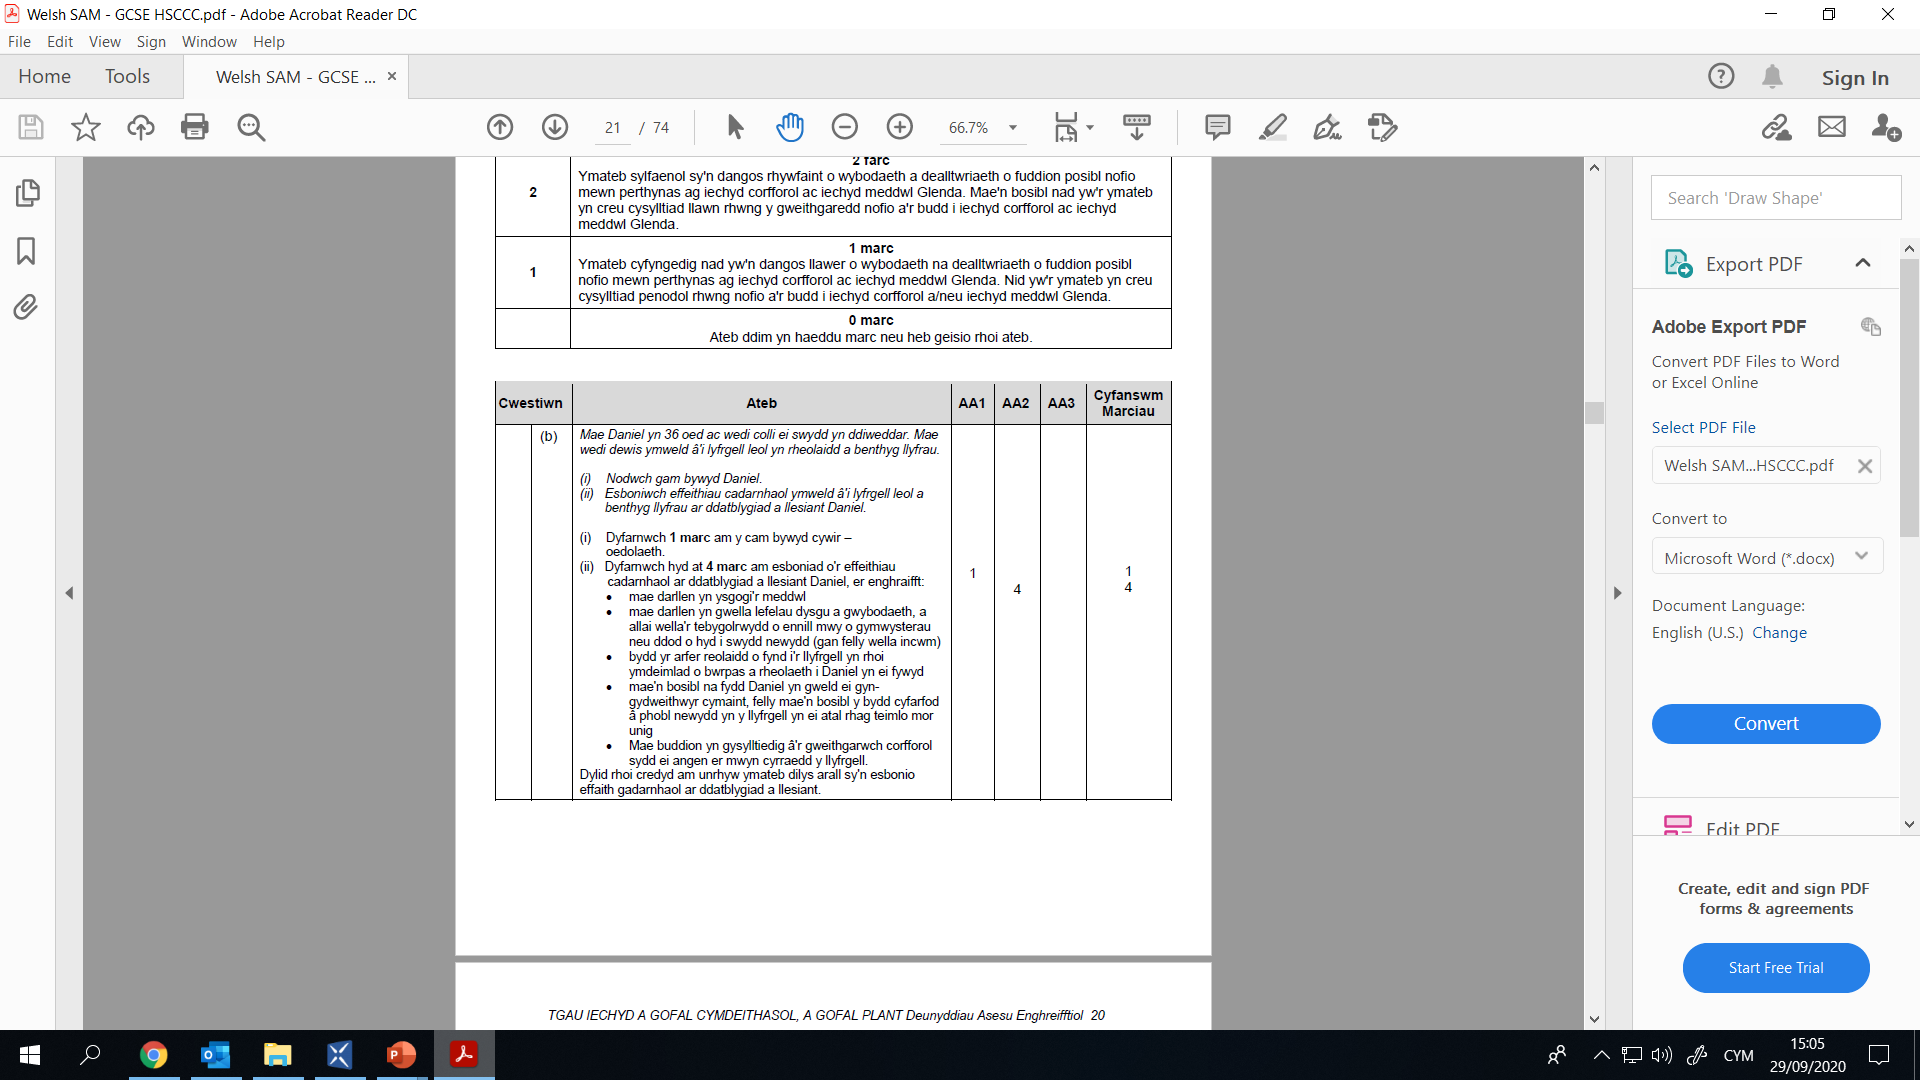 Welsh SAM - GCSE HSCCC.pdf - Adobe Acrobat Reader DC
File Edit View Sign Window Help
Home Tools Welsh SAM - GCSE ... ×
Sign In
21 / 74
66.7%
2 farc
2
Ymateb sylfaenol sy'n dangos rhywfaint o wybodaeth a dealltwriaeth o fuddion posibl nofio
mewn perthynas ag iechyd corfforol ac iechyd meddwl Glenda. Mae'n bosibl nad yw'r ymateb
yn creu cysylltiad llawn rhwng y gweithgaredd nofio a'r budd i iechyd corfforol ac iechyd
meddwl Glenda.
1 marc
1
Ymateb cyfyngedig nad yw'n dangos llawer o wybodaeth na dealltwriaeth o fuddion posibl
nofio mewn perthynas ag iechyd corfforol ac iechyd meddwl Glenda. Nid yw'r ymateb yn creu
cysylltiad penodol rhwng nofio a'r budd i iechyd corfforol a/neu iechyd meddwl Glenda.
0 marc
Ateb ddim yn haeddu marc neu heb geisio rhoi ateb.
Cwestiwn Ateb AA1 AA2 AA3 Cyfanswm
Marciau
(b) Mae Daniel yn 36 oed ac wedi colli ei swydd yn ddiweddar. Mae
wedi dewis ymweld â'i lyfrgell leol yn rheolaidd a benthyg llyfrau.
(i) Nodwch gam bywyd Daniel.
(ii) Esboniwch effeithiau cadarnhaol ymweld â'i lyfrgell leol a
benthyg llyfrau ar ddatblygiad a llesiant Daniel.
(i) Dyfarnwch 1 marc am y cam bywyd cywir –
oedolaeth.
(ii) Dyfarnwch hyd at 4 marc am esboniad o'r effeithiau
cadarnhaol ar ddatblygiad a llesiant Daniel, er enghraifft:
• mae darllen yn ysgogi'r meddwl
• mae darllen yn gwella lefelau dysgu a gwybodaeth, a
allai wella'r tebygolrwydd o ennill mwy o gymwysterau
neu ddod o hyd i swydd newydd (gan felly wella incwm)
• bydd yr arfer reolaidd o fynd i'r llyfrgell yn rhoi
ymdeimlad o bwrpas a rheolaeth i Daniel yn ei fywyd
• mae'n bosibl na fydd Daniel yn gweld ei gyn-
gydweithwyr cymaint, felly mae'n bosibl y bydd cyfarfod
â phobl newydd yn y llyfrgell yn ei atal rhag teimlo mor
unig
• Mae buddion yn gysylltiedig â'r gweithgarwch corfforol
sydd ei angen er mwyn cyrraedd y llyfrgell.
Dylid rhoi credyd am unrhyw ymateb dilys arall sy'n esbonio
effaith gadarnhaol ar ddatblygiad a llesiant.
1
4
1
4
TGAU IECHYD A GOFAL CYMDEITHASOL, A GOFAL PLANT Deunyddiau Asesu Enghreifftiol 20
Search 'Draw Shape'
Export PDF
Adobe Export PDF
Convert PDF Files to Word
or Excel Online
Select PDF File
Welsh SAM...HSCCC.pdf
Convert to
Microsoft Word (*.docx)
Document Language:
English (U.S.) Change
Convert
Edit PDF
Create, edit and sign PDF
forms & agreements
Start Free Trial
CYM
15:05
29/09/2020